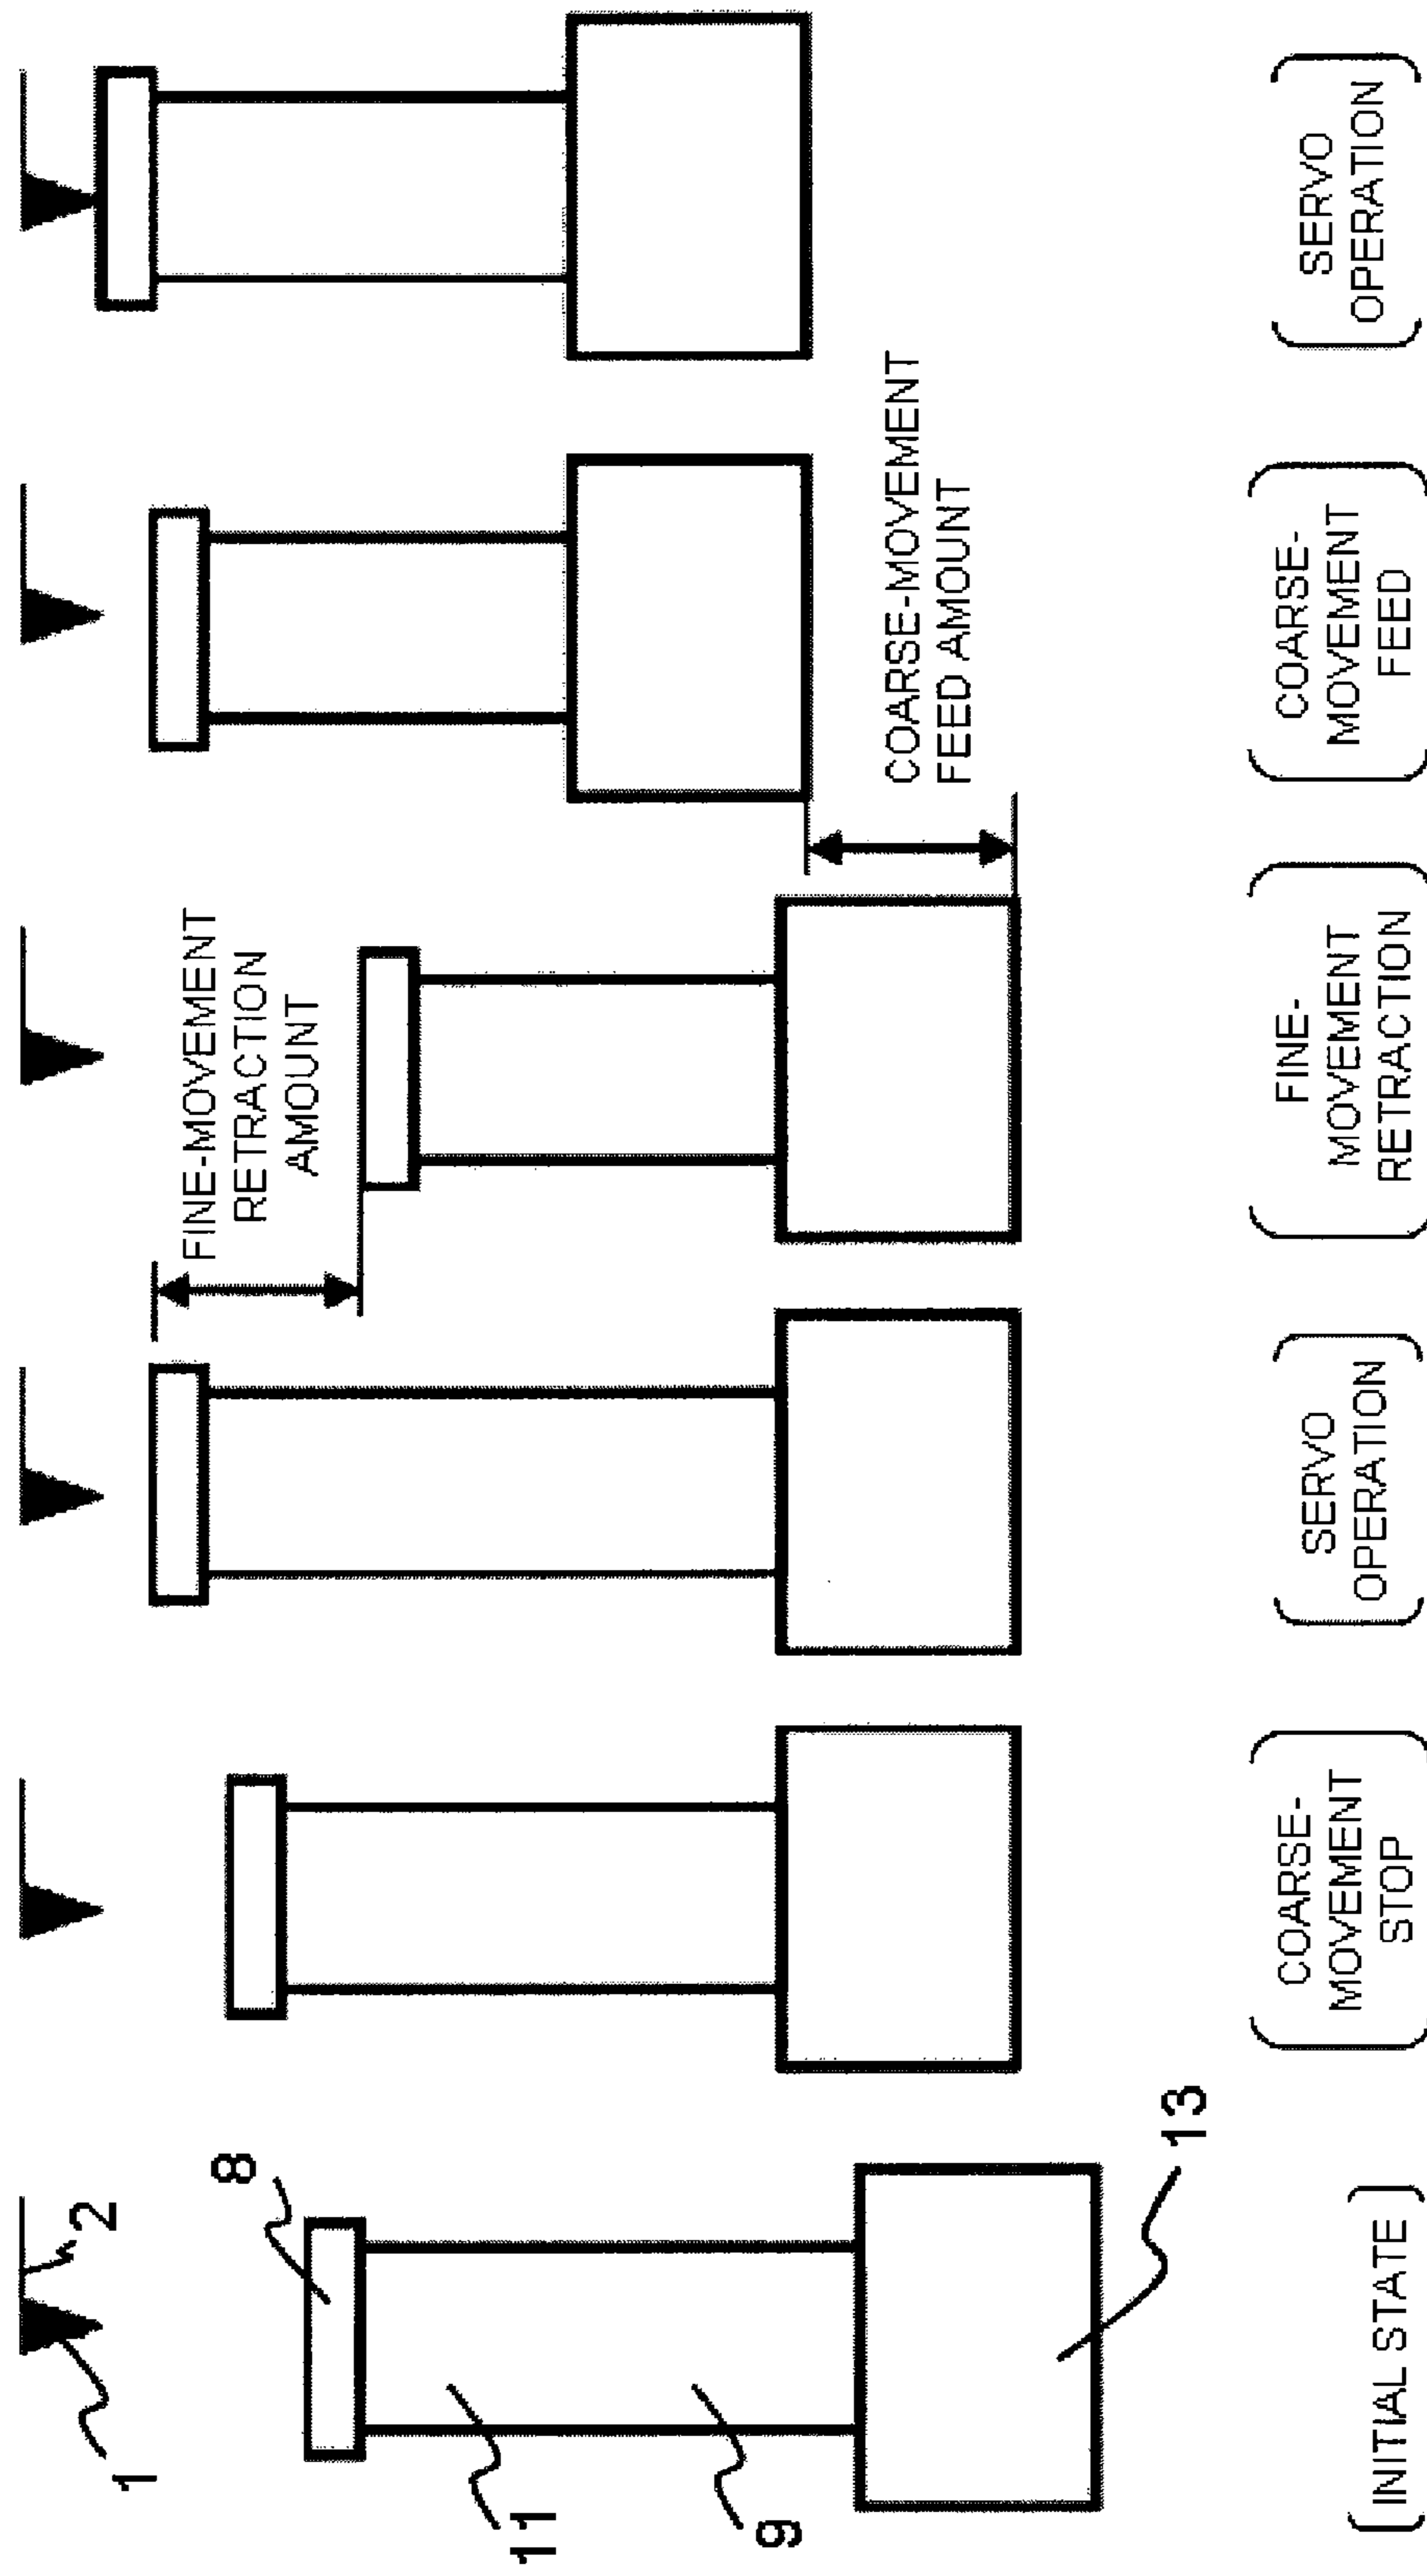 1
2
8
11
9
13
FINE-MOVEMENT
RETRACTION
AMOUNT
COARSE-MOVEMENT
FEED AMOUNT
(INITIAL STATE)
COARSE-
MOVEMENT
STOP
SERVO
OPERATION
FINE-
MOVEMENT
RETRACTION
COARSE-
MOVEMENT
FEED
SERVO
OPERATION